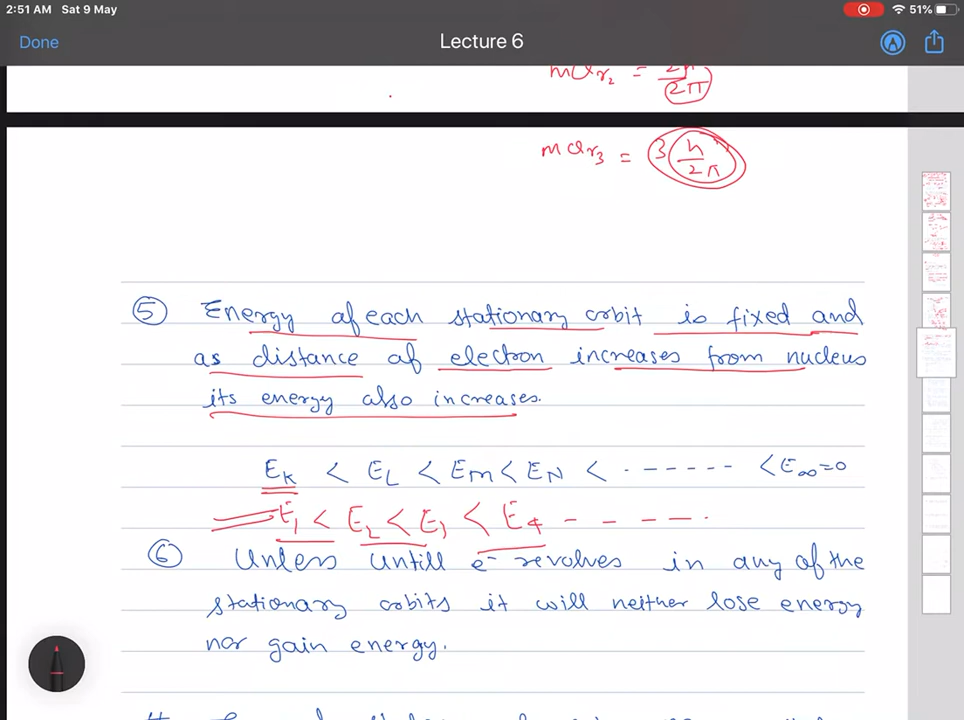 2:51 AM Sat 9 May
51%
Done
Lecture 6
= 2π
= 3 h/2π
⑤ Energy of each stationary orbit is fixed and
as distance of electron increases from nucleus
its energy also increases.
E_K < E_L < E_M < E_N < ------- < E_∞=0
E₁ < E₂ < E₃ < E₄ - - - - - .
⑥ Unless untill e⁻ revolves in any of the
stationary orbits it will neither lose energy
nor gain energy.